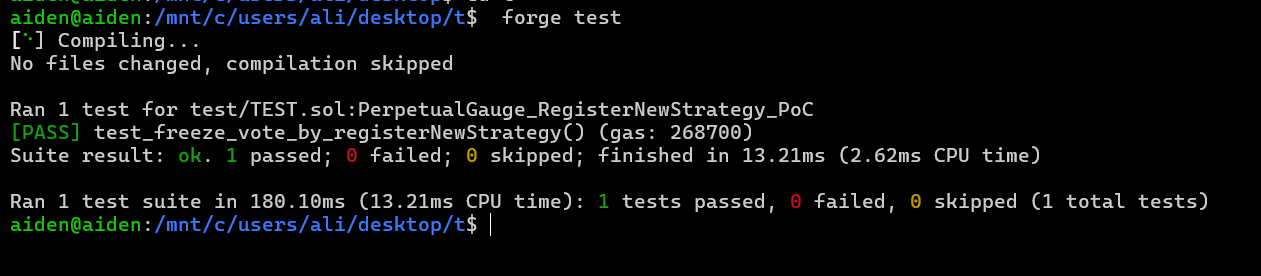 aiden@aiden:/mnt/c/users/ali/desktop/t$  forge test
[⠑] Compiling...
No files changed, compilation skipped

Ran 1 test for test/TEST.sol:PerpetualGauge_RegisterNewStrategy_PoC
[PASS] test_freeze_vote_by_registerNewStrategy() (gas: 268700)
Suite result: ok. 1 passed; 0 failed; 0 skipped; finished in 13.21ms (2.62ms CPU time)

Ran 1 test suite in 180.10ms (13.21ms CPU time): 1 tests passed, 0 failed, 0 skipped (1 total tests)
aiden@aiden:/mnt/c/users/ali/desktop/t$